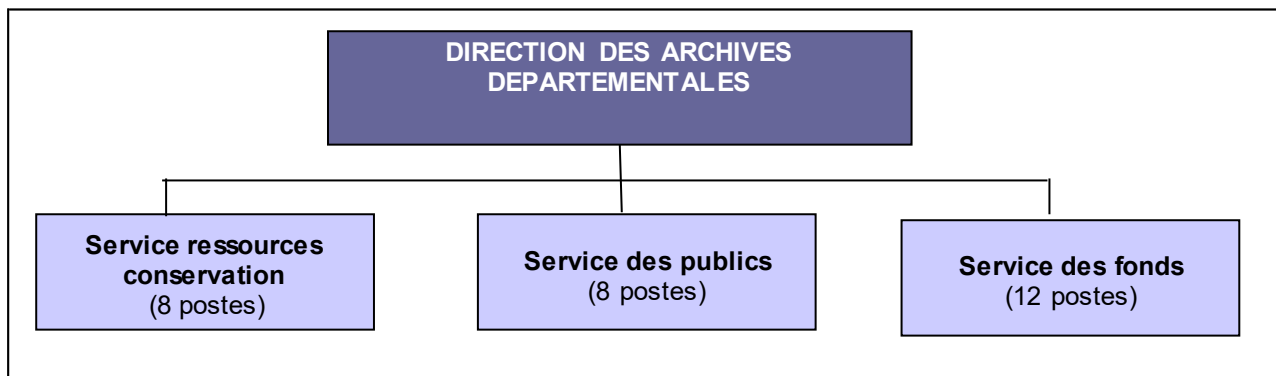 DIRECTION DES ARCHIVES
DEPARTEMENTALES
Service ressources
conservation
(8 postes)
Service des publics
(8 postes)
Service des fonds
(12 postes)